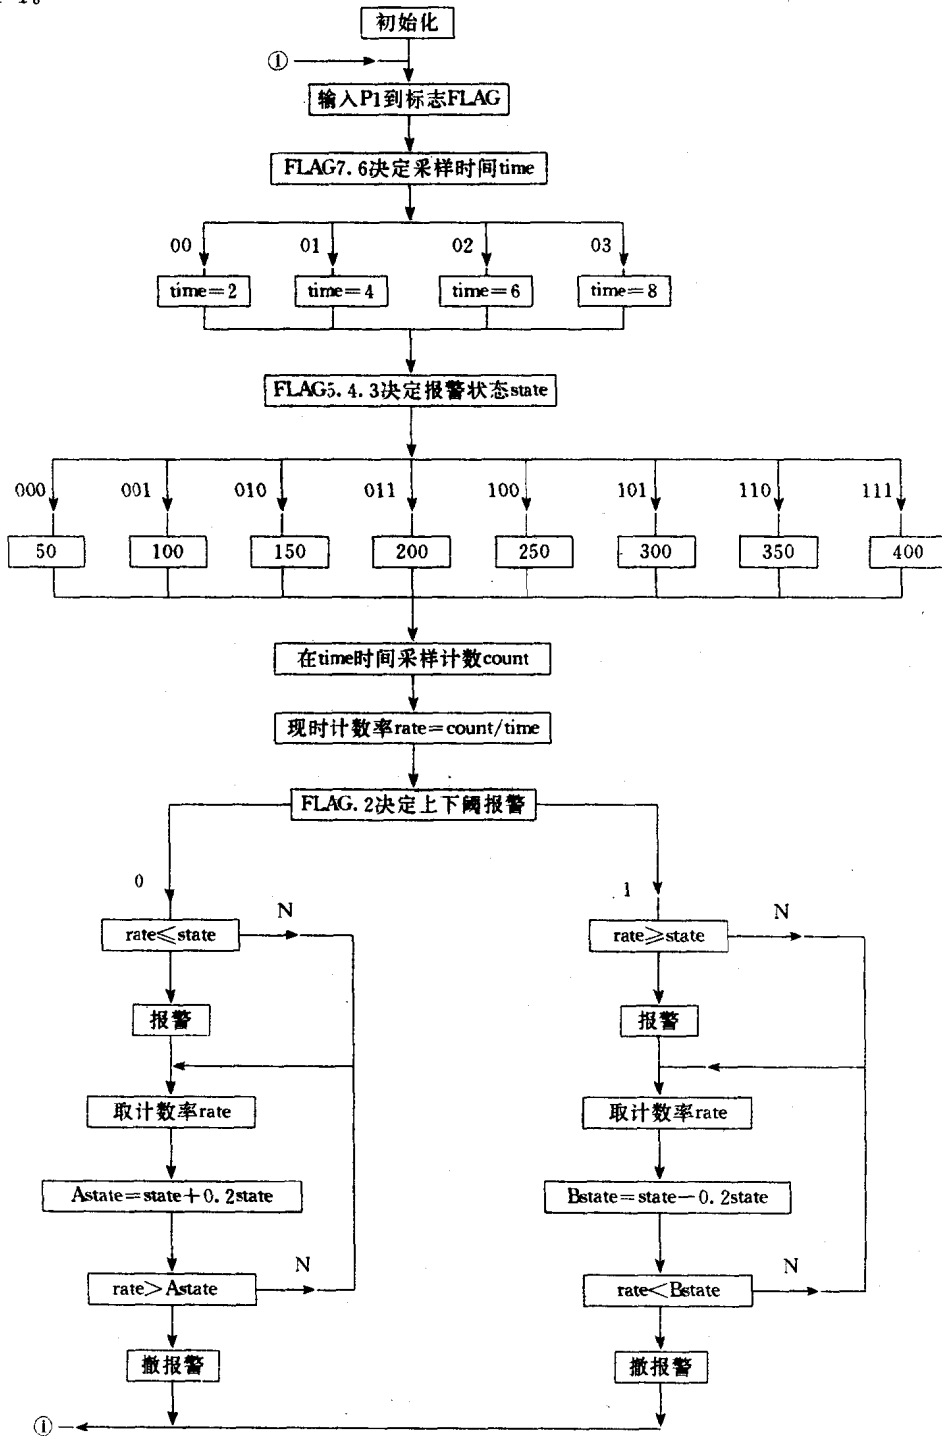 初始化
①
输入P1到标志FLAG
FLAG7.6决定采样时间time
00 01 02 03
time=2 time=4 time=6 time=8
FLAG5.4.3决定报警状态state
000 001 010 011 100 101 110 111
50 100 150 200 250 300 350 400
在time时间采样计数count
现时计数率rate=count/time
FLAG.2决定上下阈报警
0 1
rate≤state N rate≥state N
报警 报警
取计数率rate 取计数率rate
Astate=state+0.2state Bstate=state-0.2state
rate>Astate N rate<Bstate N
撤报警 撤报警
①